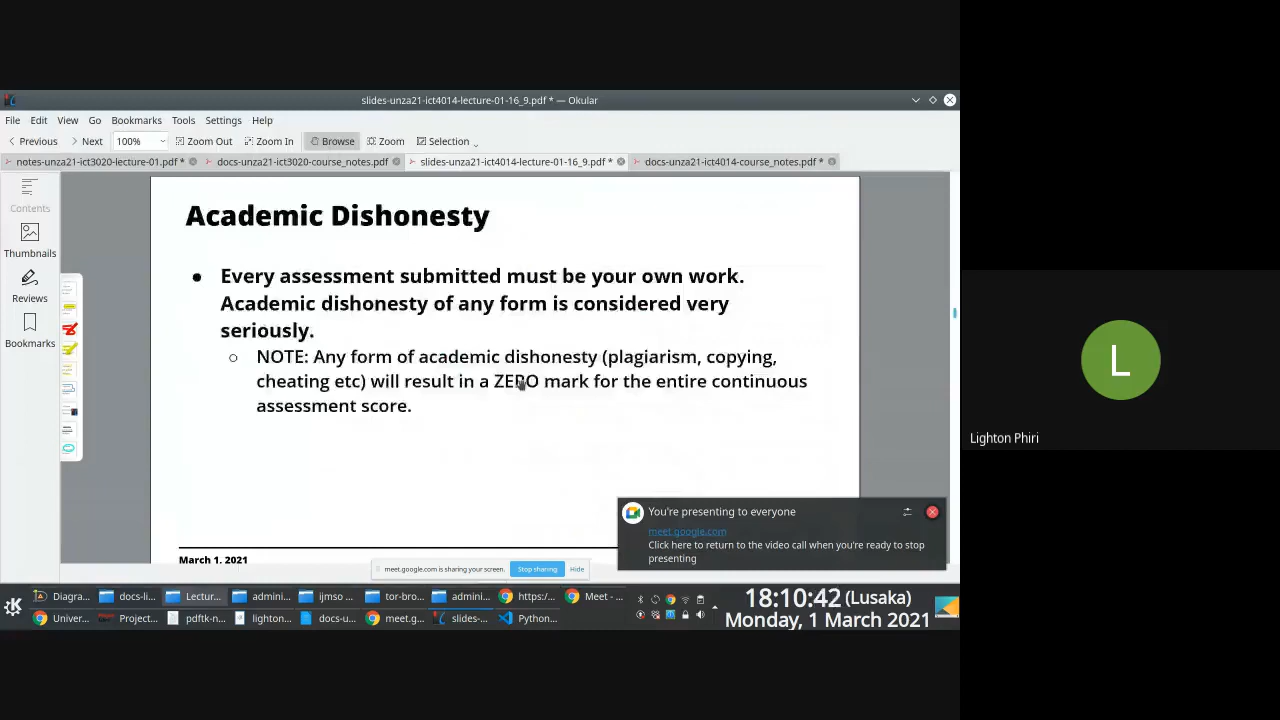 slides-unza21-ict4014-lecture-01-16_9.pdf * — Okular
File Edit View Go Bookmarks Tools Settings Help
Previous Next 100% Zoom Out Zoom In Browse Zoom Selection
notes-unza21-ict3020-lecture-01.pdf * docs-unza21-ict3020-course_notes.pdf slides-unza21-ict4014-lecture-01-16_9.pdf * docs-unza21-ict4014-course_notes.pdf *
Contents
Thumbnails
Reviews
Bookmarks
Academic Dishonesty
● Every assessment submitted must be your own work.
Academic dishonesty of any form is considered very
seriously.
○ NOTE: Any form of academic dishonesty (plagiarism, copying,
cheating etc) will result in a ZERO mark for the entire continuous
assessment score.
March 1, 2021
You're presenting to everyone
meet.google.com
Click here to return to the video call when you're ready to stop
presenting
meet.google.com is sharing your screen. Stop sharing Hide
Diagra... docs-li... Lectur... admini... ijmso ... tor-bro... admini... https:/... Meet - ...
Univer... Project... pdftk-n... lighton... docs-u... meet.g... slides-... Python...
18:10:42 (Lusaka)
Monday, 1 March 2021
L
Lighton Phiri